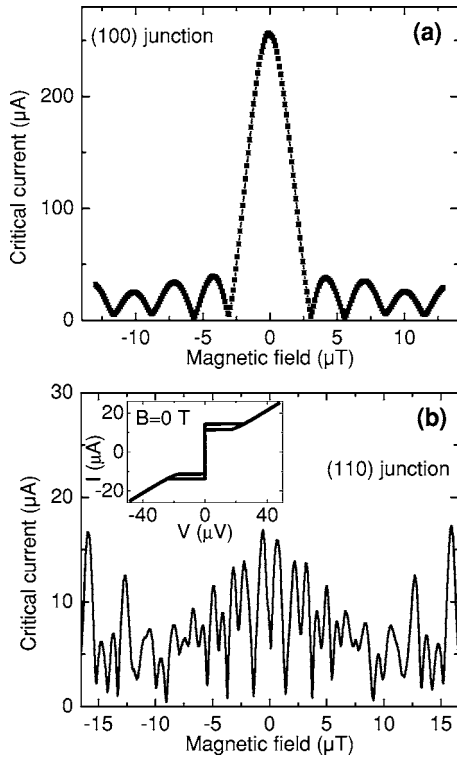 (100) junction
(a)
Critical current (μA)
200
100
0
-10
-5
0
5
10
Magnetic field (μT)
30
20
10
0
(b)
B=0 T
20
0
-20
I (μA)
-40
0
40
V (μV)
(110) junction
Critical current (μA)
-15
-10
-5
0
5
10
15
Magnetic field (μT)